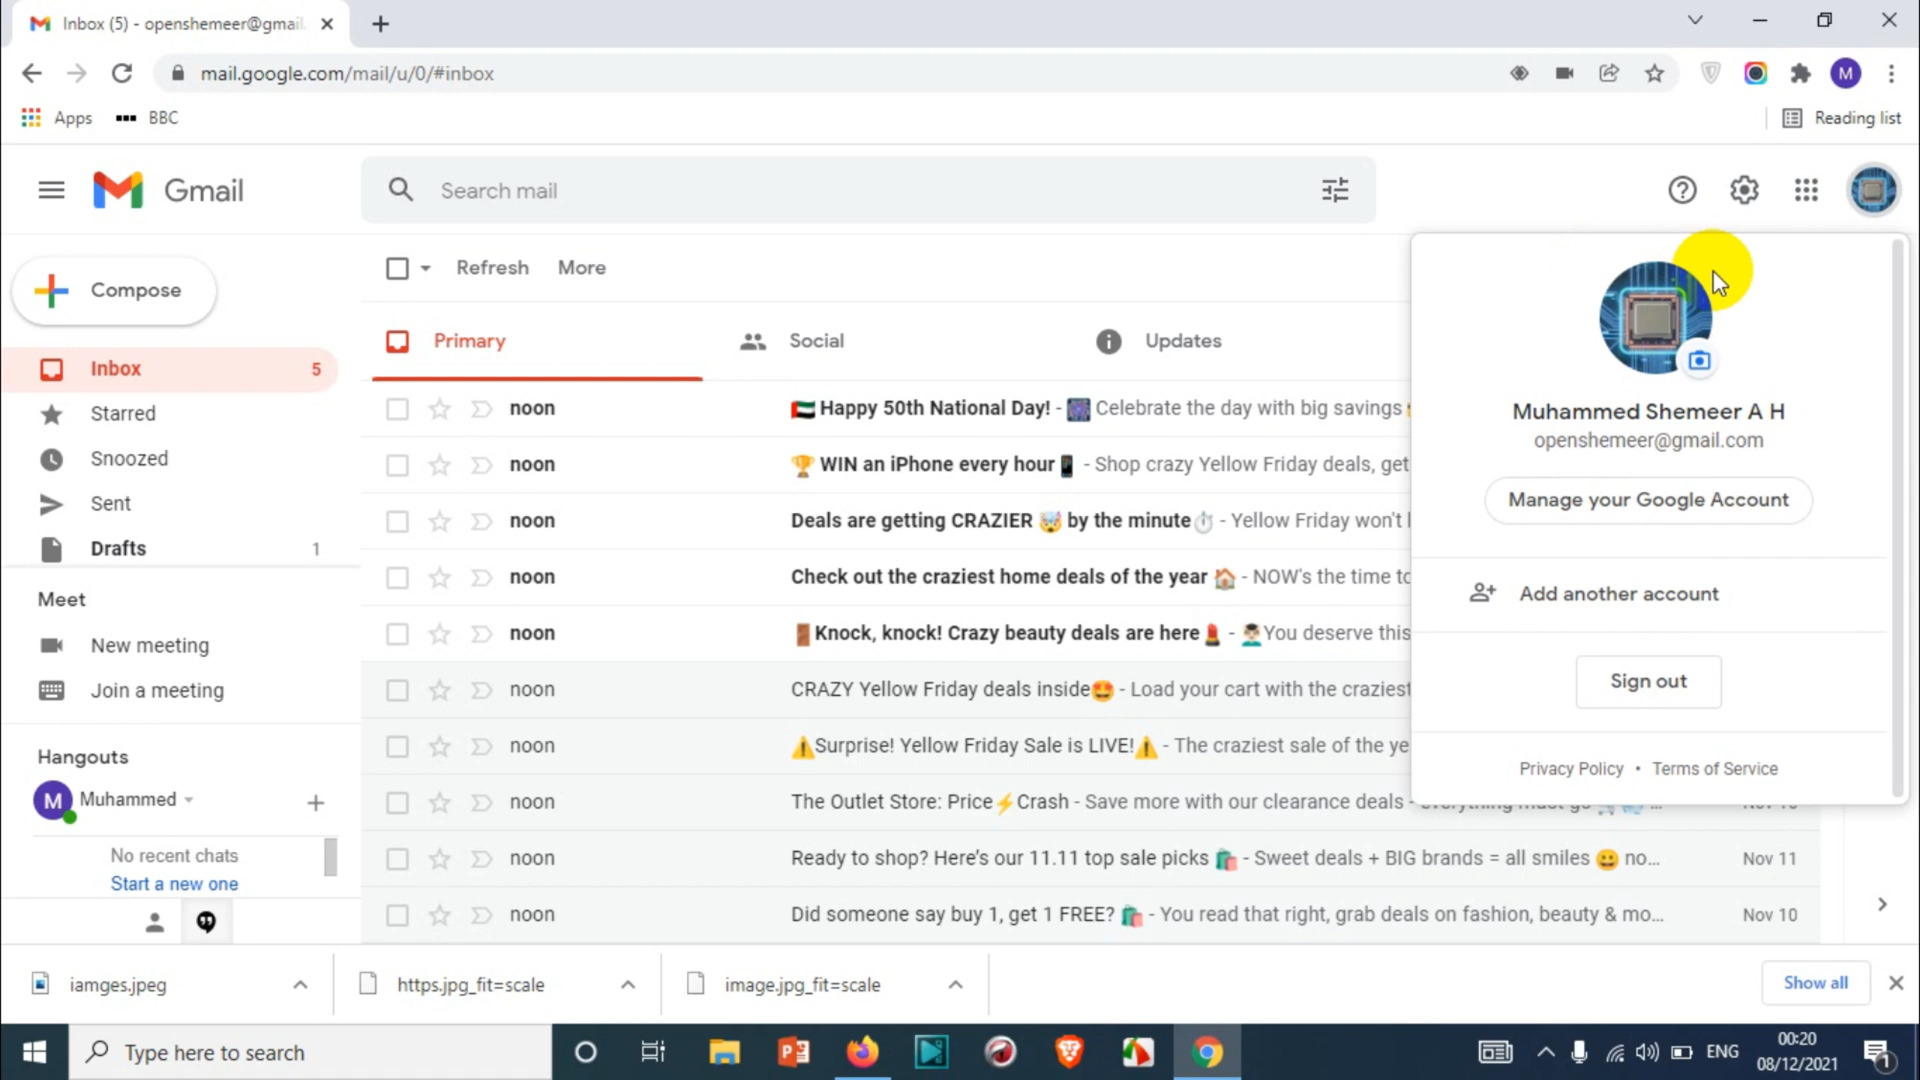 Inbox (5) - openshemeer@gmail.
mail.google.com/mail/u/0/#inbox
M
Apps
BBC
Reading list
Gmail
Search mail
Compose
Refresh
More
Primary
Social
Updates
Inbox
5
Starred
Snoozed
Sent
Drafts
1
Meet
New meeting
Join a meeting
Hangouts
M
Muhammed
No recent chats
Start a new one
noon
Happy 50th National Day! - Celebrate the day with big savings
noon
WIN an iPhone every hour - Shop crazy Yellow Friday deals, get
noon
Deals are getting CRAZIER by the minute - Yellow Friday won't
noon
Check out the craziest home deals of the year - NOW's the time to
noon
Knock, knock! Crazy beauty deals are here - You deserve this
noon
CRAZY Yellow Friday deals inside - Load your cart with the craziest
noon
Surprise! Yellow Friday Sale is LIVE! - The craziest sale of the ye
noon
The Outlet Store: Price⚡Crash - Save more with our clearance deals -
noon
Ready to shop? Here's our 11.11 top sale picks - Sweet deals + BIG brands = all smiles no...
Nov 11
noon
Did someone say buy 1, get 1 FREE? - You read that right, grab deals on fashion, beauty & mo...
Nov 10
Muhammed Shemeer A H
openshemeer@gmail.com
Manage your Google Account
Add another account
Sign out
Privacy Policy • Terms of Service
iamges.jpeg
https.jpg_fit=scale
image.jpg_fit=scale
Show all
Type here to search
ENG
00:20
08/12/2021
1